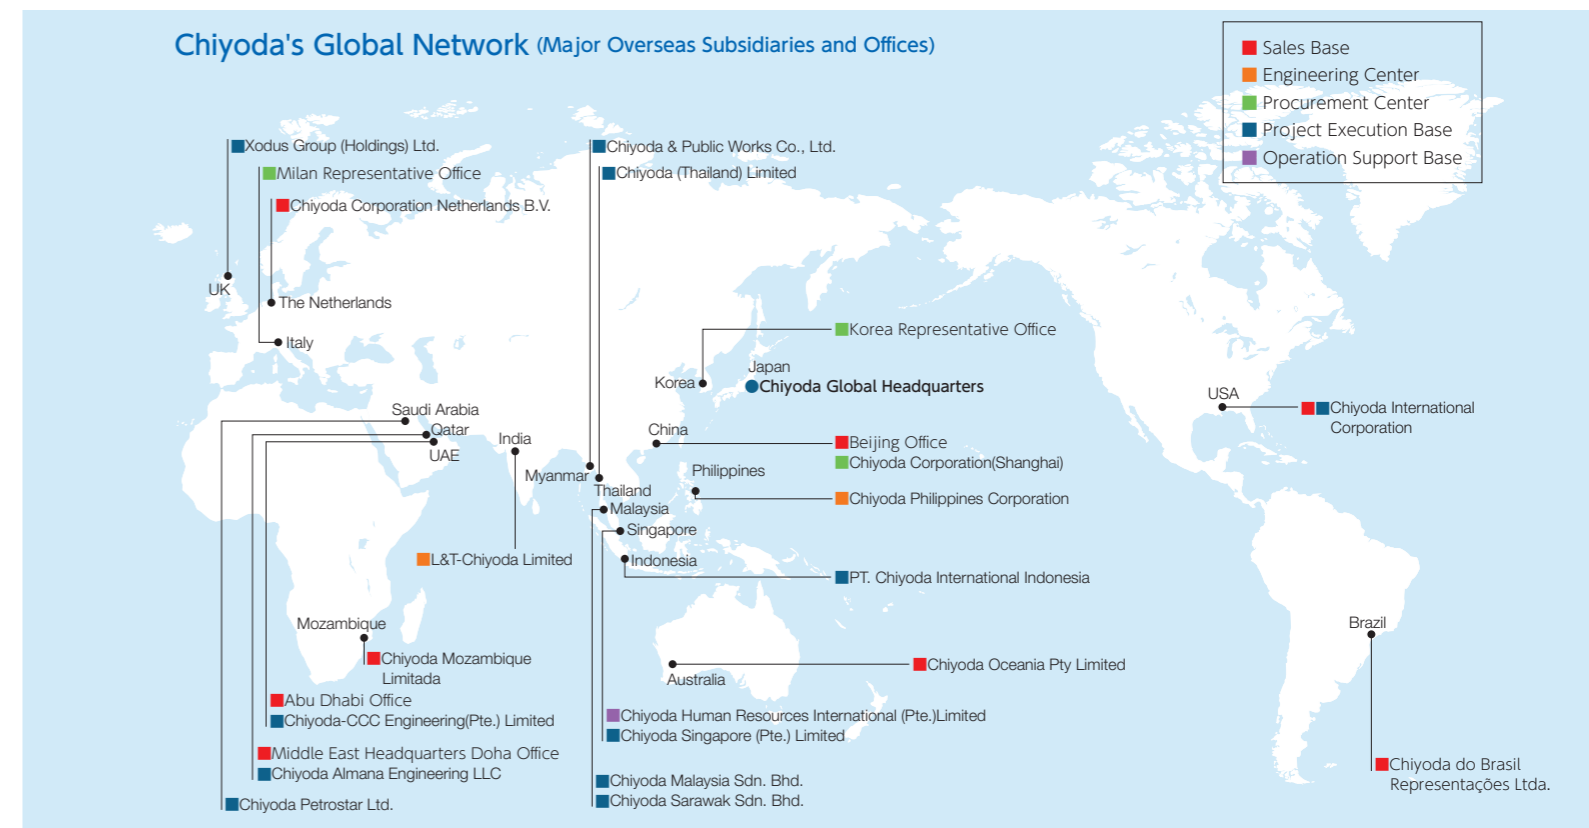 Chiyoda's Global Network (Major Overseas Subsidiaries and Offices)
Sales Base
Engineering Center
Procurement Center
Project Execution Base
Operation Support Base
Xodus Group (Holdings) Ltd.
Milan Representative Office
Chiyoda Corporation Netherlands B.V.
Chiyoda & Public Works Co., Ltd.
Chiyoda (Thailand) Limited
UK
The Netherlands
Italy
Korea Representative Office
Japan
Korea
Chiyoda Global Headquarters
USA
Chiyoda International
Corporation
Saudi Arabia
Qatar
UAE
India
China
Beijing Office
Chiyoda Corporation(Shanghai)
Myanmar
Thailand
Philippines
Chiyoda Philippines Corporation
Malaysia
Singapore
Indonesia
L&T-Chiyoda Limited
PT. Chiyoda International Indonesia
Mozambique
Chiyoda Mozambique
Limitada
Australia
Chiyoda Oceania Pty Limited
Brazil
Abu Dhabi Office
Chiyoda-CCC Engineering(Pte.) Limited
Middle East Headquarters Doha Office
Chiyoda Almana Engineering LLC
Chiyoda Petrostar Ltd.
Chiyoda Human Resources International (Pte.)Limited
Chiyoda Singapore (Pte.) Limited
Chiyoda Malaysia Sdn. Bhd.
Chiyoda Sarawak Sdn. Bhd.
Chiyoda do Brasil
Representações Ltda.